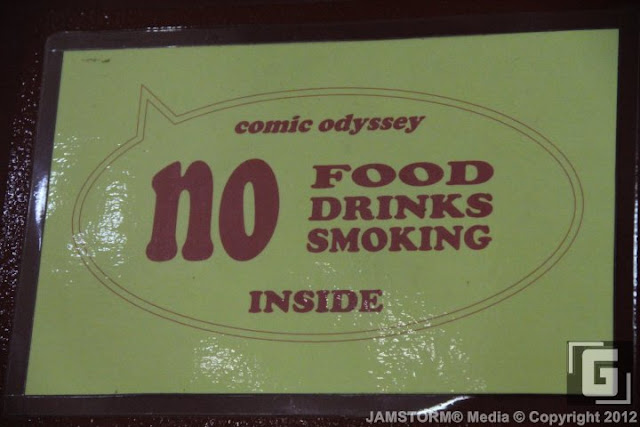 comic odyssey
no FOOD
DRINKS
SMOKING
INSIDE
G
JAMSTORM® Media © Copyright 2012